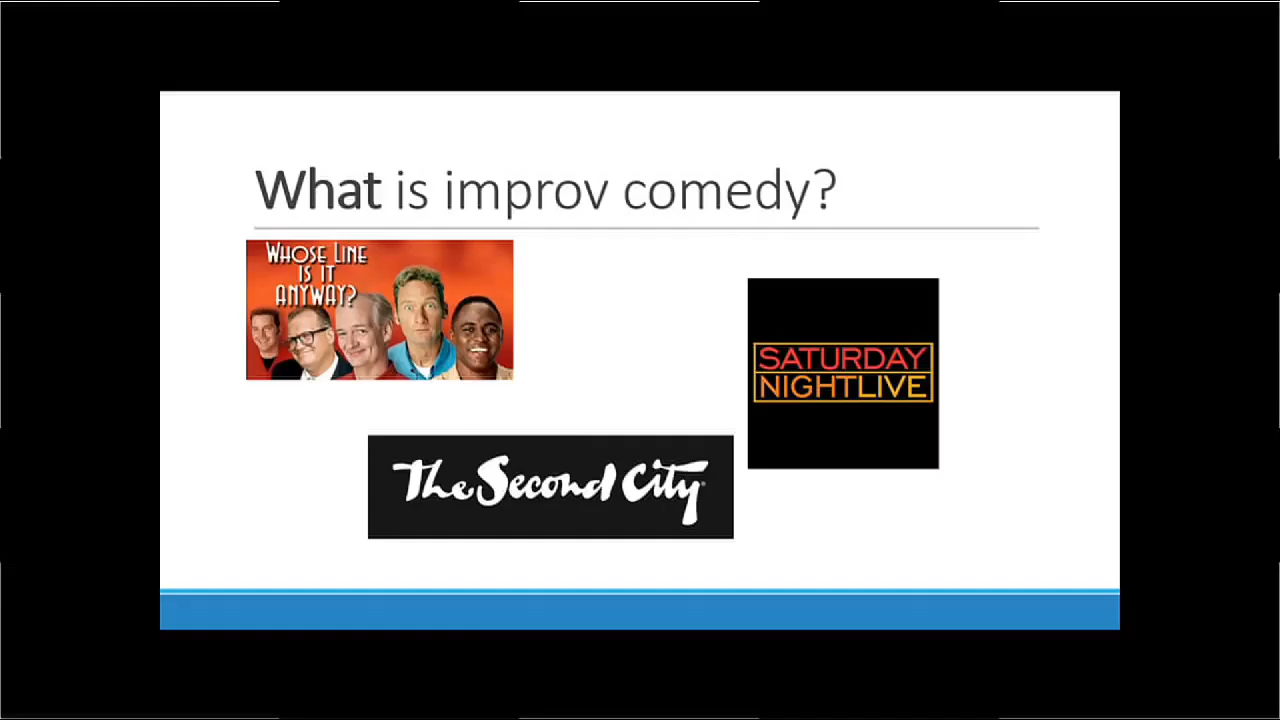 What is improv comedy?
WHOSE LINE
IS IT
ANYWAY?
SATURDAY
NIGHTLIVE
The Second City